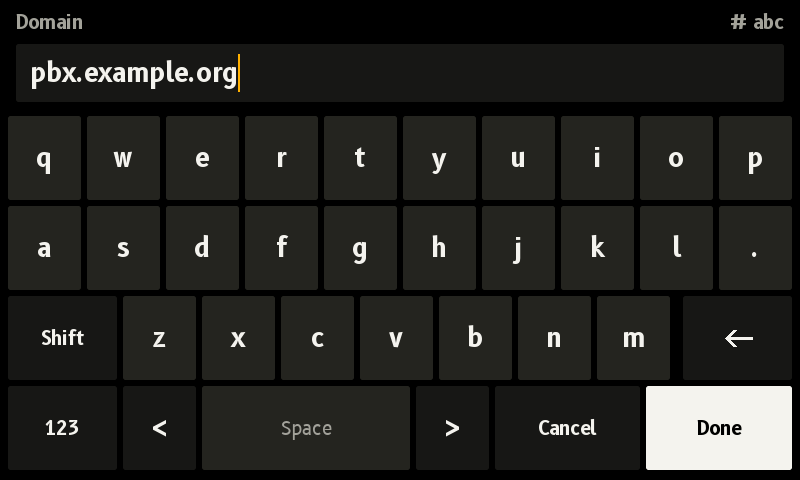 Domain # abc
pbx.example.org
q w e r t y u i o p
a s d f g h j k l .
Shift z x c v b n m ←
123 < Space > Cancel Done